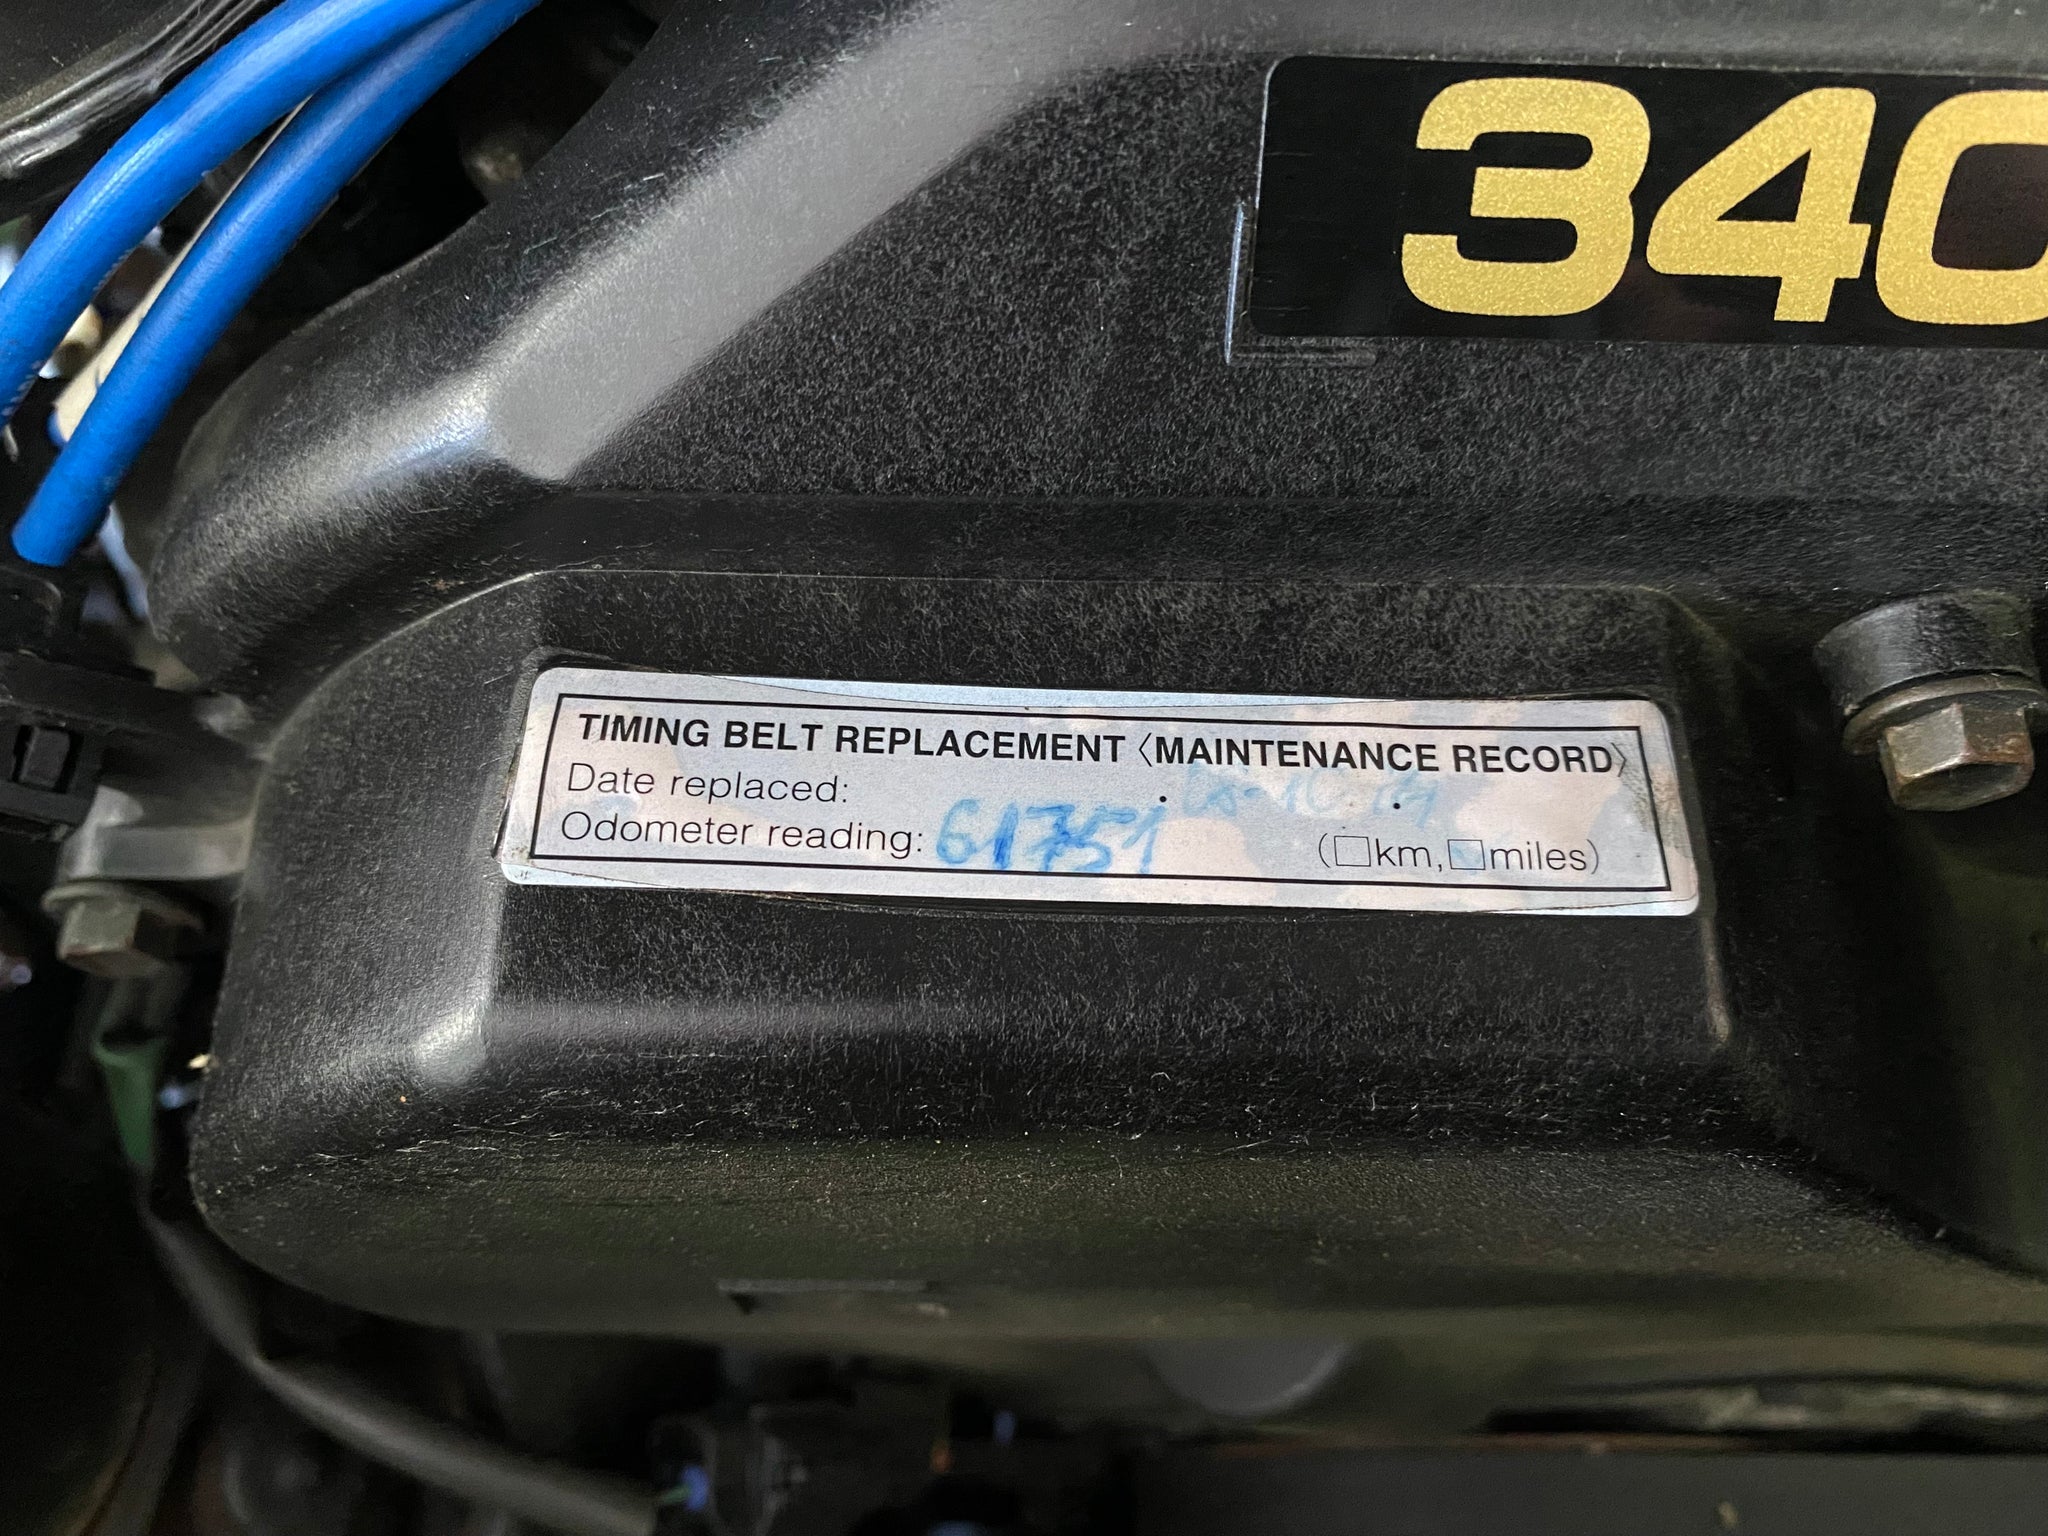 340
TIMING BELT REPLACEMENT〈MAINTENANCE RECORD〉
Date replaced: . .
Odometer reading: 61751 (□km,□miles)